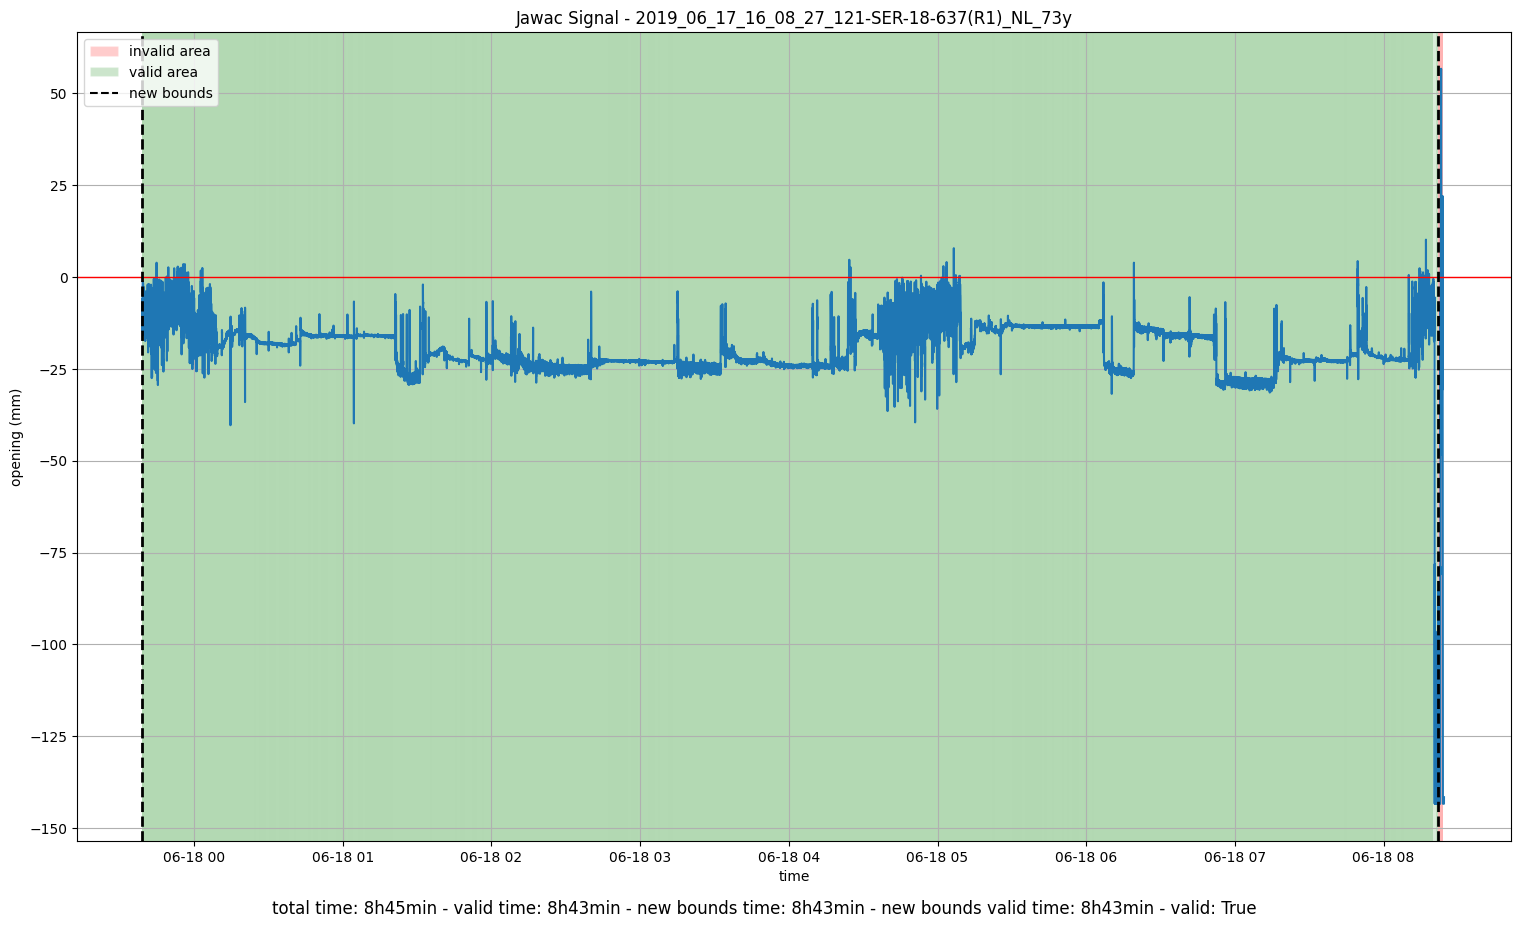 Jawac Signal - 2019_06_17_16_08_27_121-SER-18-637(R1)_NL_73y
invalid area
valid area
new bounds
50
25
0
−25
−50
−75
−100
−125
−150
opening (mm)
06-18 00
06-18 01
06-18 02
06-18 03
06-18 04
06-18 05
06-18 06
06-18 07
06-18 08
time
total time: 8h45min - valid time: 8h43min - new bounds time: 8h43min - new bounds valid time: 8h43min - valid: True